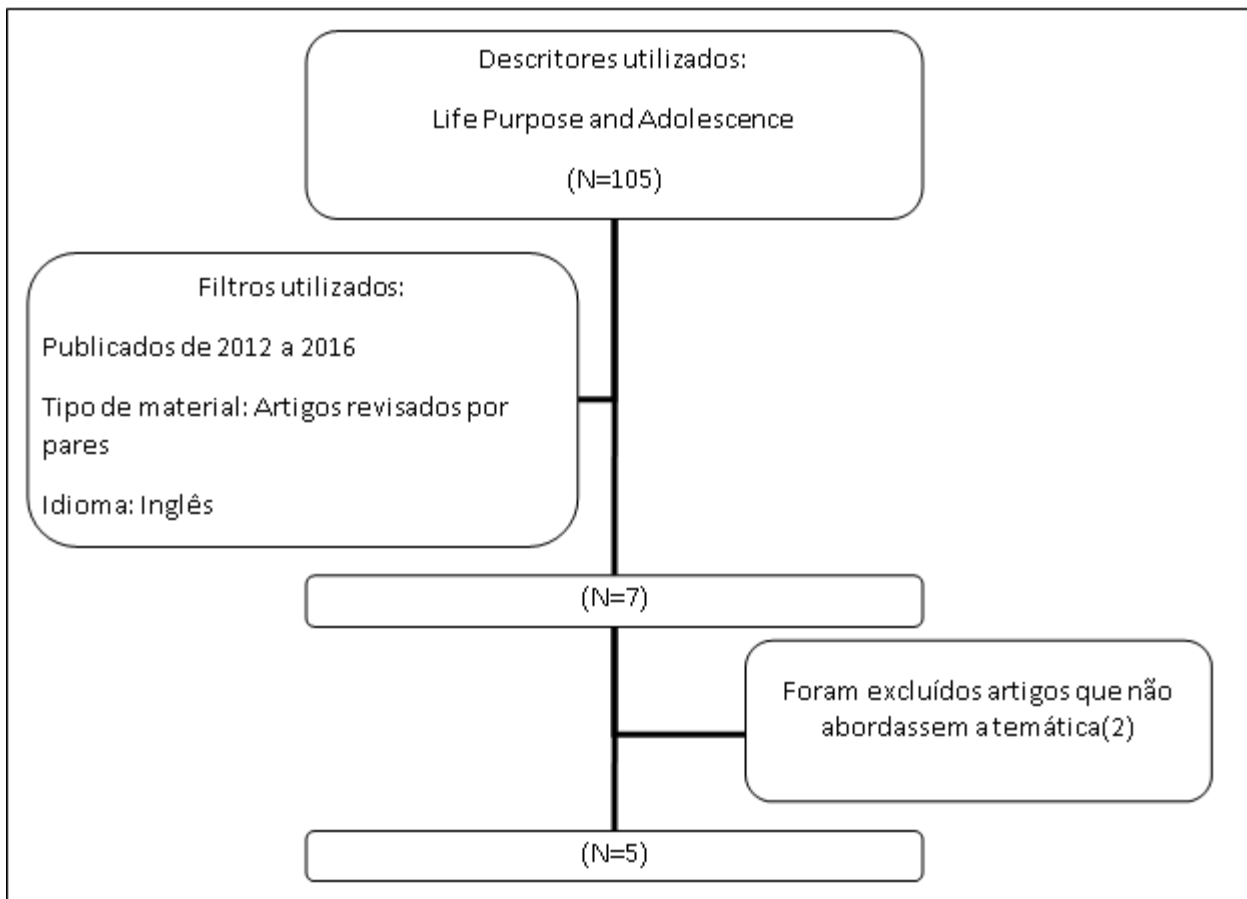 Descritores utilizados:
Life Purpose and Adolescence
(N=105)
Filtros utilizados:
Publicados de 2012 a 2016
Tipo de material: Artigos revisados por
pares
Idioma: Inglês
(N=7)
Foram excluídos artigos que não
abordassem a temática(2)
(N=5)